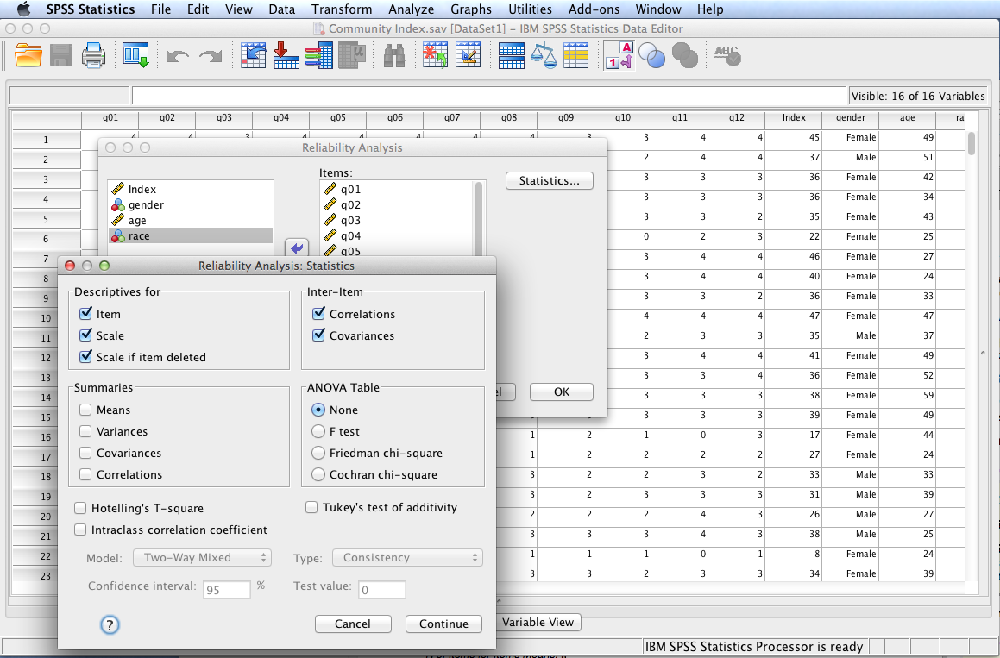 SPSS Statistics File Edit View Data Transform Analyze Graphs Utilities Add-ons Window Help
Community Index.sav [DataSet1] – IBM SPSS Statistics Data Editor
Visible: 16 of 16 Variables
q01 q02 q03 q04 q05 q06 q07 q08 q09 q10 q11 q12 Index gender age ra
1 3 4 4 45 Female 49
2 2 4 4 37 Male 51
3 3 3 3 36 Female 42
4 3 3 3 36 Female 34
5 3 3 2 35 Female 43
6 0 2 3 22 Female 25
7 3 4 4 46 Female 27
8 3 4 4 40 Female 24
9 3 3 2 36 Female 33
10 4 4 4 47 Female 47
11 2 3 3 35 Male 37
12 3 4 4 41 Female 49
13 3 3 4 36 Female 52
14 3 3 3 38 Female 59
15 3 3 3 39 Female 49
16 1 2 1 0 3 17 Female 44
17 1 2 2 2 2 27 Female 24
18 3 2 2 3 2 33 Male 33
19 3 2 3 3 3 31 Male 39
20 2 2 2 4 3 26 Male 27
21 3 3 3 4 3 38 Male 25
22 1 1 1 0 1 8 Female 24
23 3 3 2 3 3 34 Female 39
Reliability Analysis
Items:
Statistics...
Index
gender
age
race
q01
q02
q03
q04
q05
OK
Reliability Analysis: Statistics
Descriptives for
Item
Scale
Scale if item deleted
Inter-Item
Correlations
Covariances
Summaries
Means
Variances
Covariances
Correlations
ANOVA Table
None
F test
Friedman chi-square
Cochran chi-square
Hotelling's T-square
Tukey's test of additivity
Intraclass correlation coefficient
Model: Two-Way Mixed Type: Consistency
Confidence interval: 95 % Test value: 0
? Cancel Continue
Variable View
IBM SPSS Statistics Processor is ready